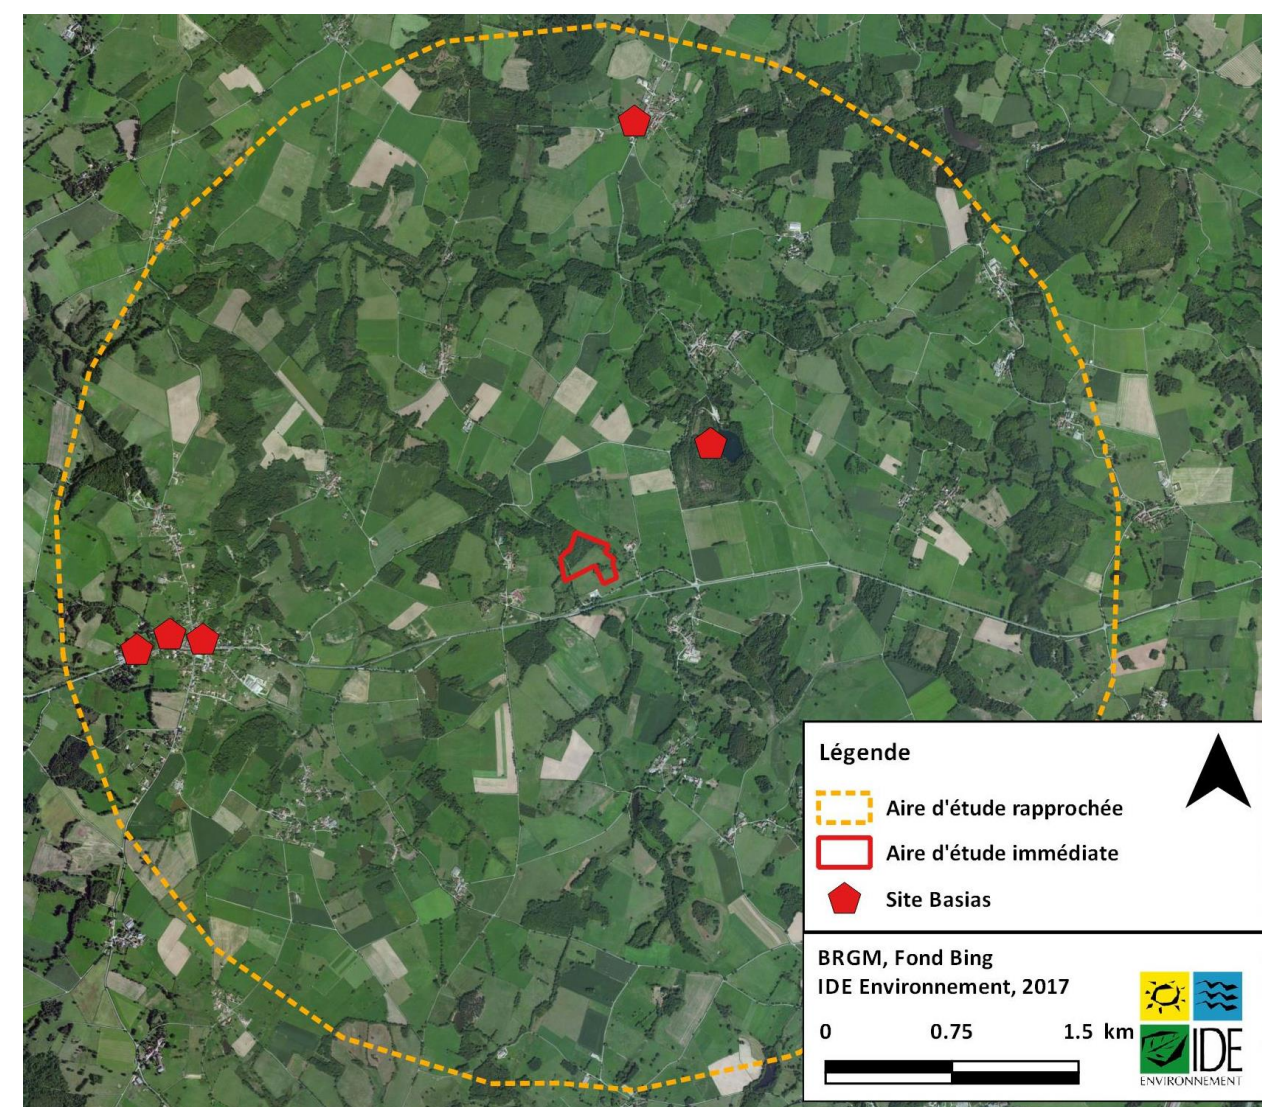 Légende
Aire d'étude rapprochée
Aire d'étude immédiate
Site Basias
BRGM, Fond Bing
IDE Environnement, 2017
0 0.75 1.5 km
IDE
ENVIRONNEMENT